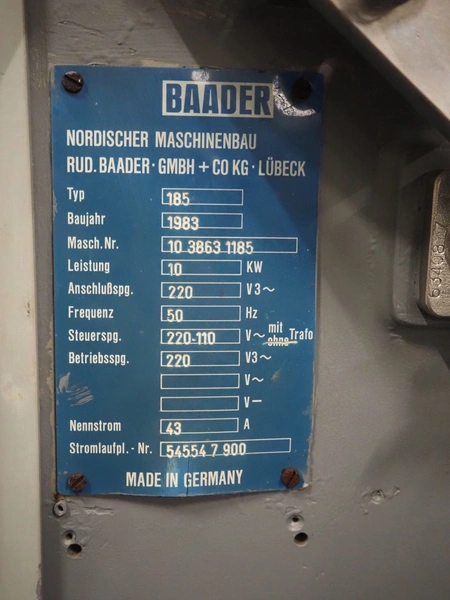 BAADER
NORDISCHER MASCHINENBAU
RUD. BAADER · GMBH + CO KG · LÜBECK
Typ 185
Baujahr 1983
Masch.Nr. 10 3863 1185
Leistung 10 KW
Anschlußspg. 220 V3~
Frequenz 50 Hz
Steuerspg. 220-110 V~ mit ohne Trafo
Betriebsspg. 220 V3~
V~
V—
Nennstrom 43 A
Stromlaufpl.- Nr. 54554 7 900
MADE IN GERMANY